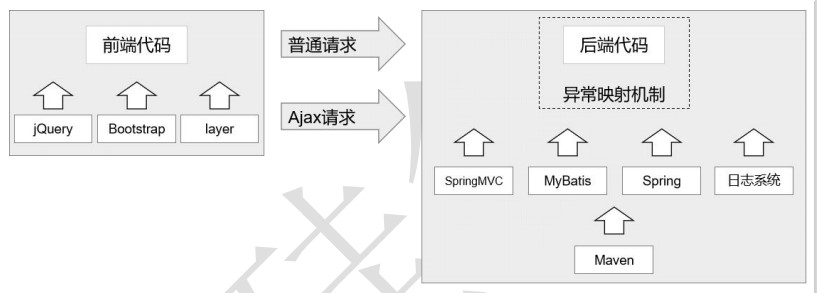 前端代码
jQuery
Bootstrap
layer
普通请求
Ajax请求
后端代码
异常映射机制
SpringMVC
MyBatis
Spring
日志系统
Maven